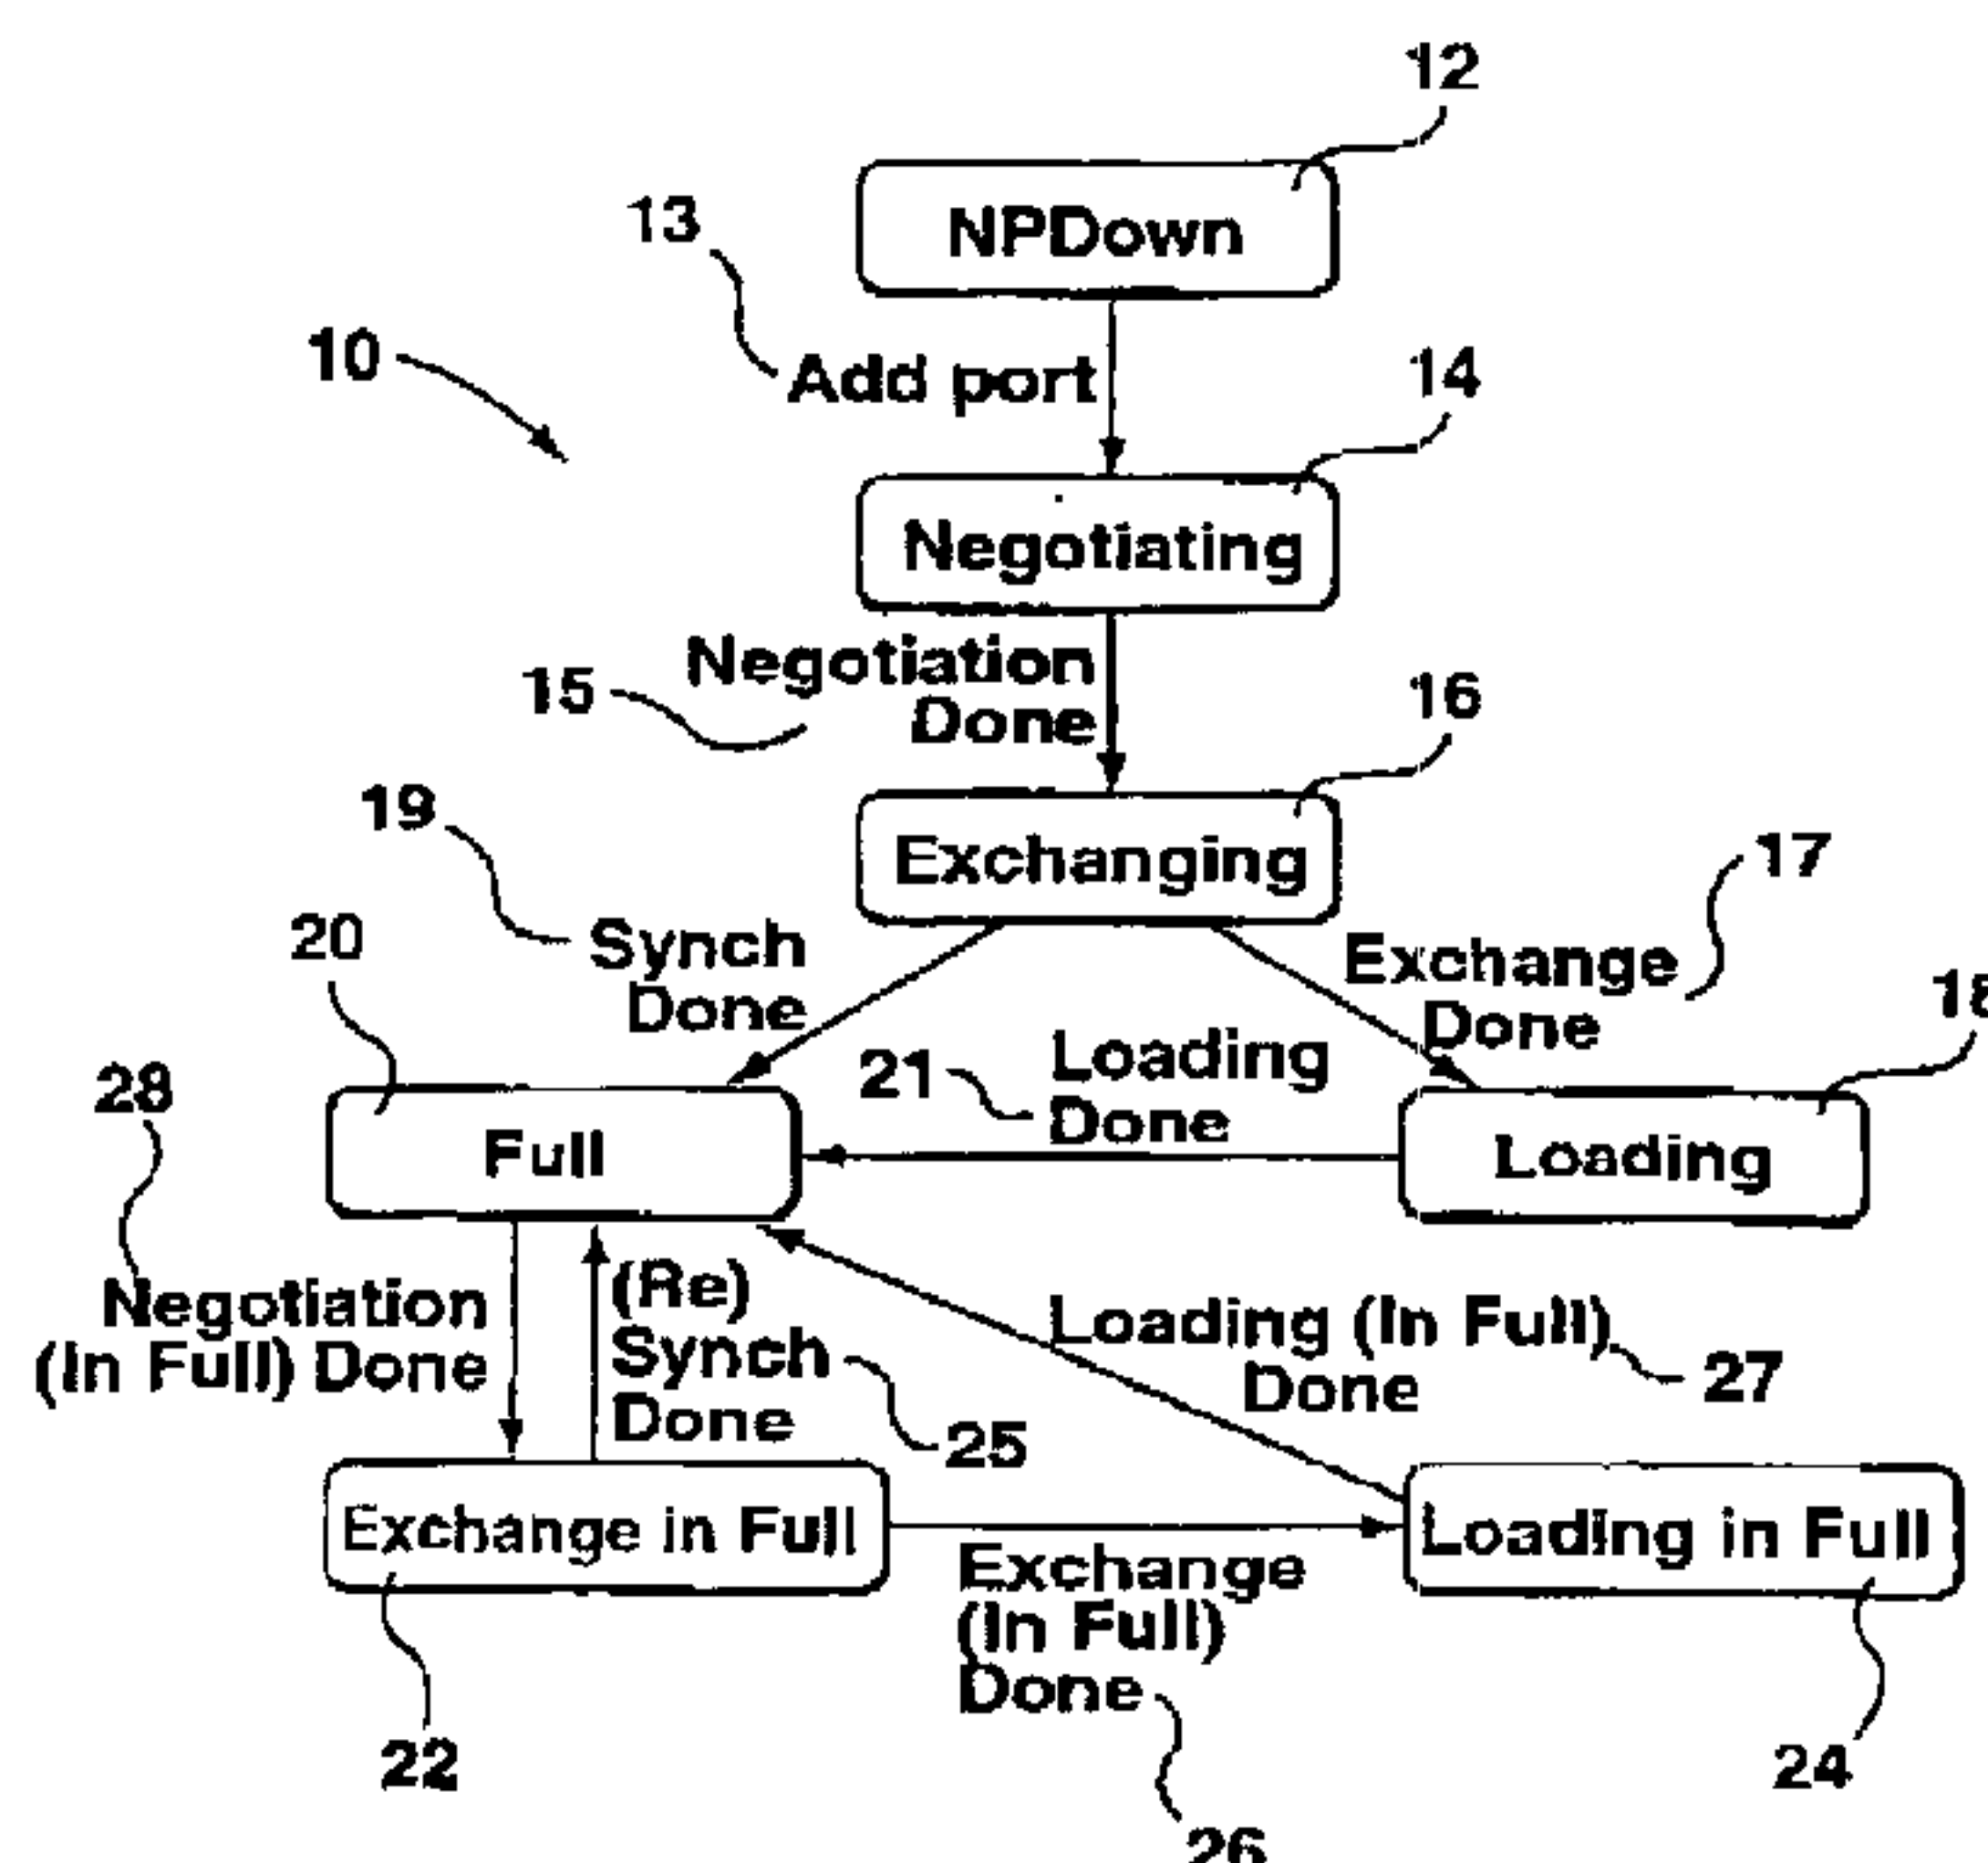 12
NPDown
13
10
Add port
14
Negotiating
Negotiation
Done
15
16
19
Exchanging
17
20
Synch
Done
Exchange
Done
18
28
21
Loading
Done
Full
Loading
Negotiation
(In Full) Done
(Re)
Synch
Done
25
Loading (In Full)
Done
27
Exchange in Full
Loading in Full
Exchange
(In Full)
Done
22
24
26